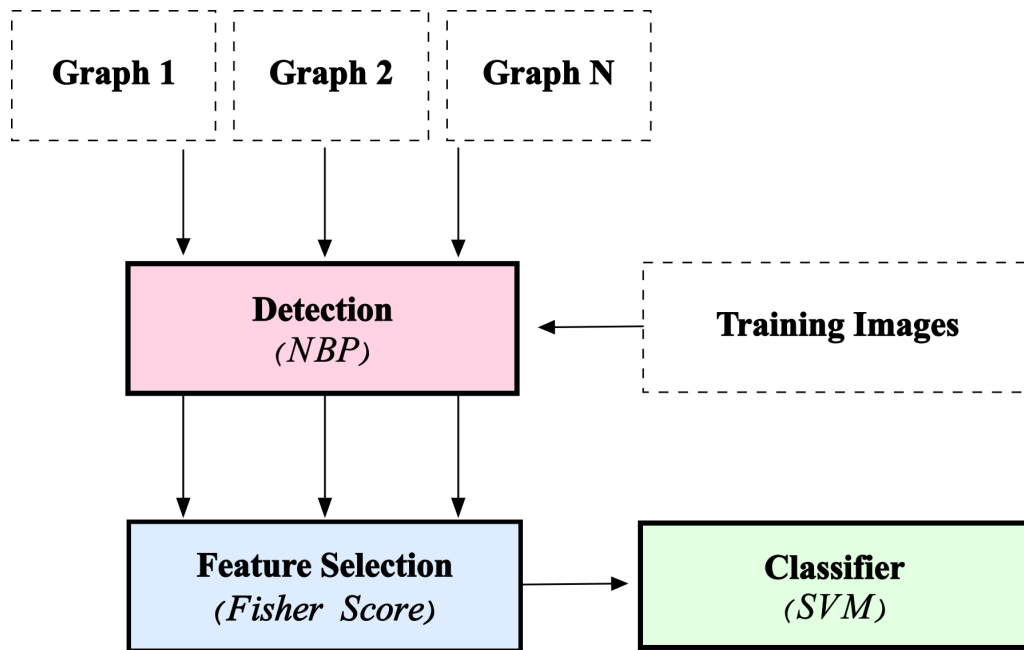 Graph 1
Graph 2
Graph N
Detection
(NBP)
Training Images
Feature Selection
(Fisher Score)
Classifier
(SVM)